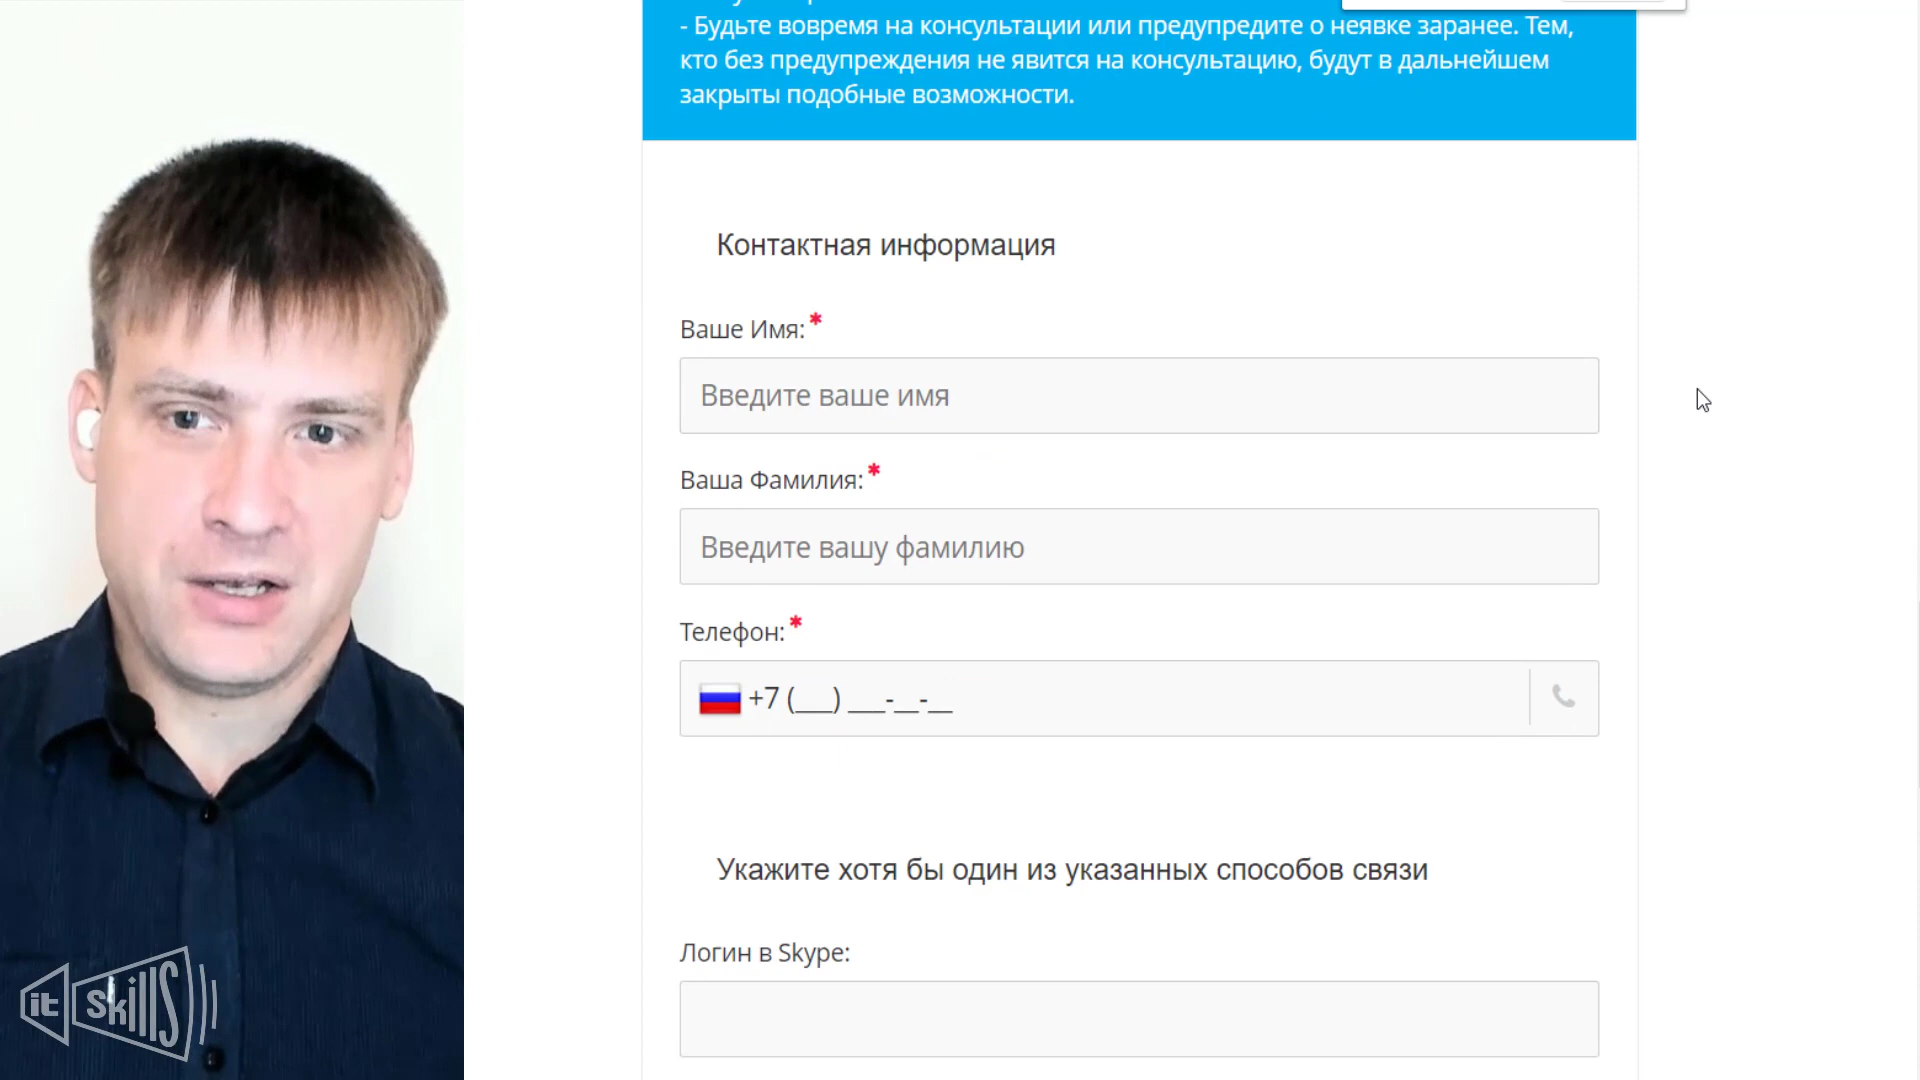 - Будьте вовремя на консультации или предупредите о неявке заранее. Тем,
кто без предупреждения не явится на консультацию, будут в дальнейшем
закрыты подобные возможности.
Контактная информация
Ваше Имя: *
Введите ваше имя
Ваша Фамилия: *
Введите вашу фамилию
Телефон: *
+7 (___) ___-__-__
Укажите хотя бы один из указанных способов связи
Логин в Skype:
it Skills